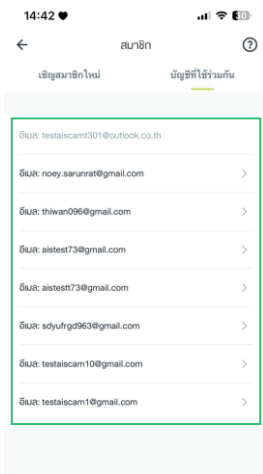 14:42
30
สมาชิก
เชิญสมาชิกใหม่ บัญชีที่ใช้ร่วมกัน
อีเมล: testaiscamt301@outlook.co.th
อีเมล: noey.sarunrat@gmail.com
อีเมล: thiwan096@gmail.com
อีเมล: aistest73@gmail.com
อีเมล: aistestt73@gmail.com
อีเมล: sdyufrgd963@gmail.com
อีเมล: testaiscam10@gmail.com
อีเมล: testaiscam1@gmail.com